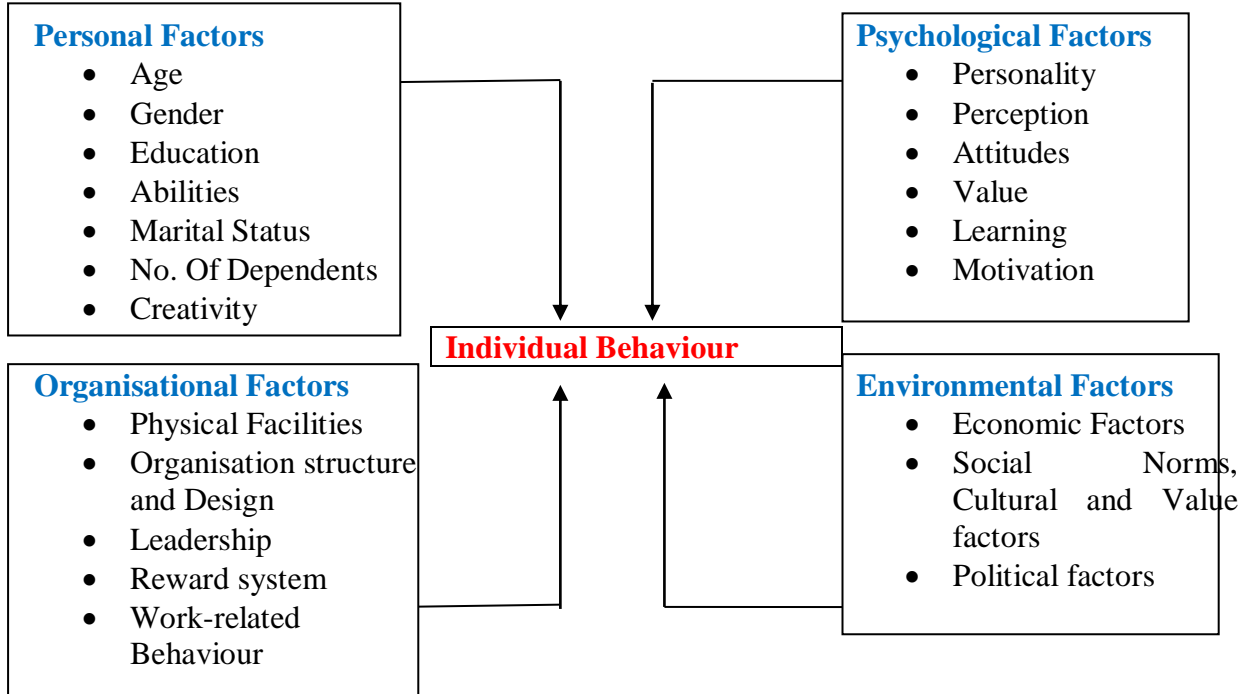 Personal Factors
• Age
• Gender
• Education
• Abilities
• Marital Status
• No. Of Dependents
• Creativity
Psychological Factors
• Personality
• Perception
• Attitudes
• Value
• Learning
• Motivation
Individual Behaviour
Organisational Factors
• Physical Facilities
• Organisation structure
and Design
• Leadership
• Reward system
• Work-related
Behaviour
Environmental Factors
• Economic Factors
• Social Norms,
Cultural and Value
factors
• Political factors